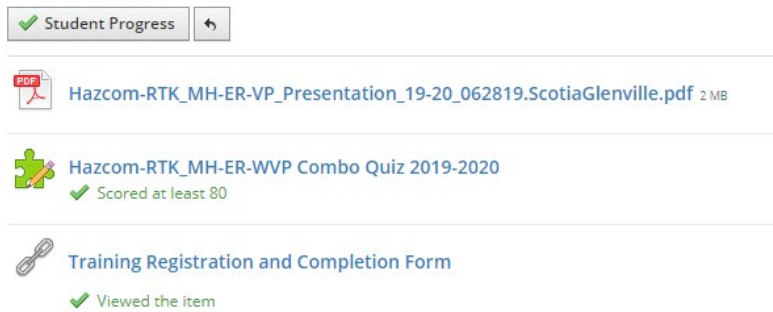 Student Progress
PDF
Hazcom-RTK_MH-ER-VP_Presentation_19-20_062819.ScotiaGlenville.pdf 2 MB
Hazcom-RTK_MH-ER-WVP Combo Quiz 2019-2020
Scored at least 80
Training Registration and Completion Form
Viewed the item